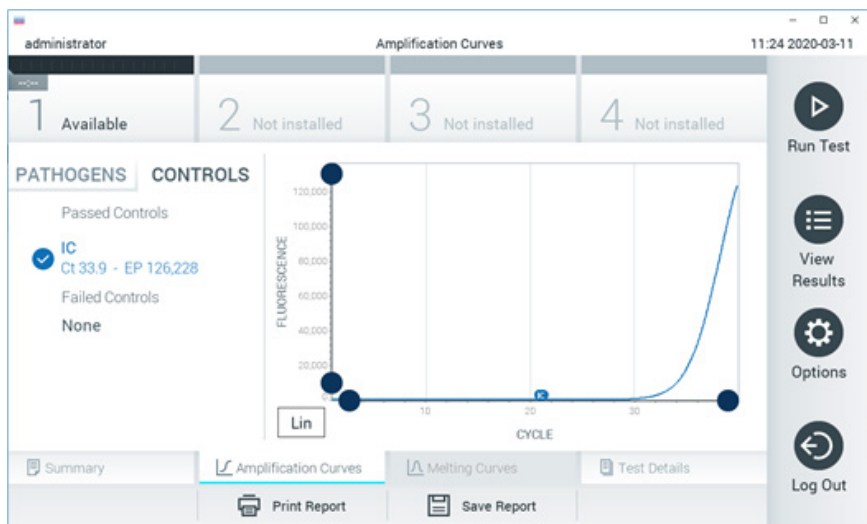 administrator
Amplification Curves
11:24 2020-03-11
--:--
1 Available
2 Not installed
3 Not installed
4 Not installed
Run Test
PATHOGENS
CONTROLS
Passed Controls
IC
Ct 33.9 - EP 126,228
Failed Controls
None
FLUORESCENCE
120,000
100,000
60,000
40,000
20,000
0
10
20
30
IC
CYCLE
Lin
View
Results
Options
Log Out
Summary
Amplification Curves
Melting Curves
Test Details
Print Report
Save Report